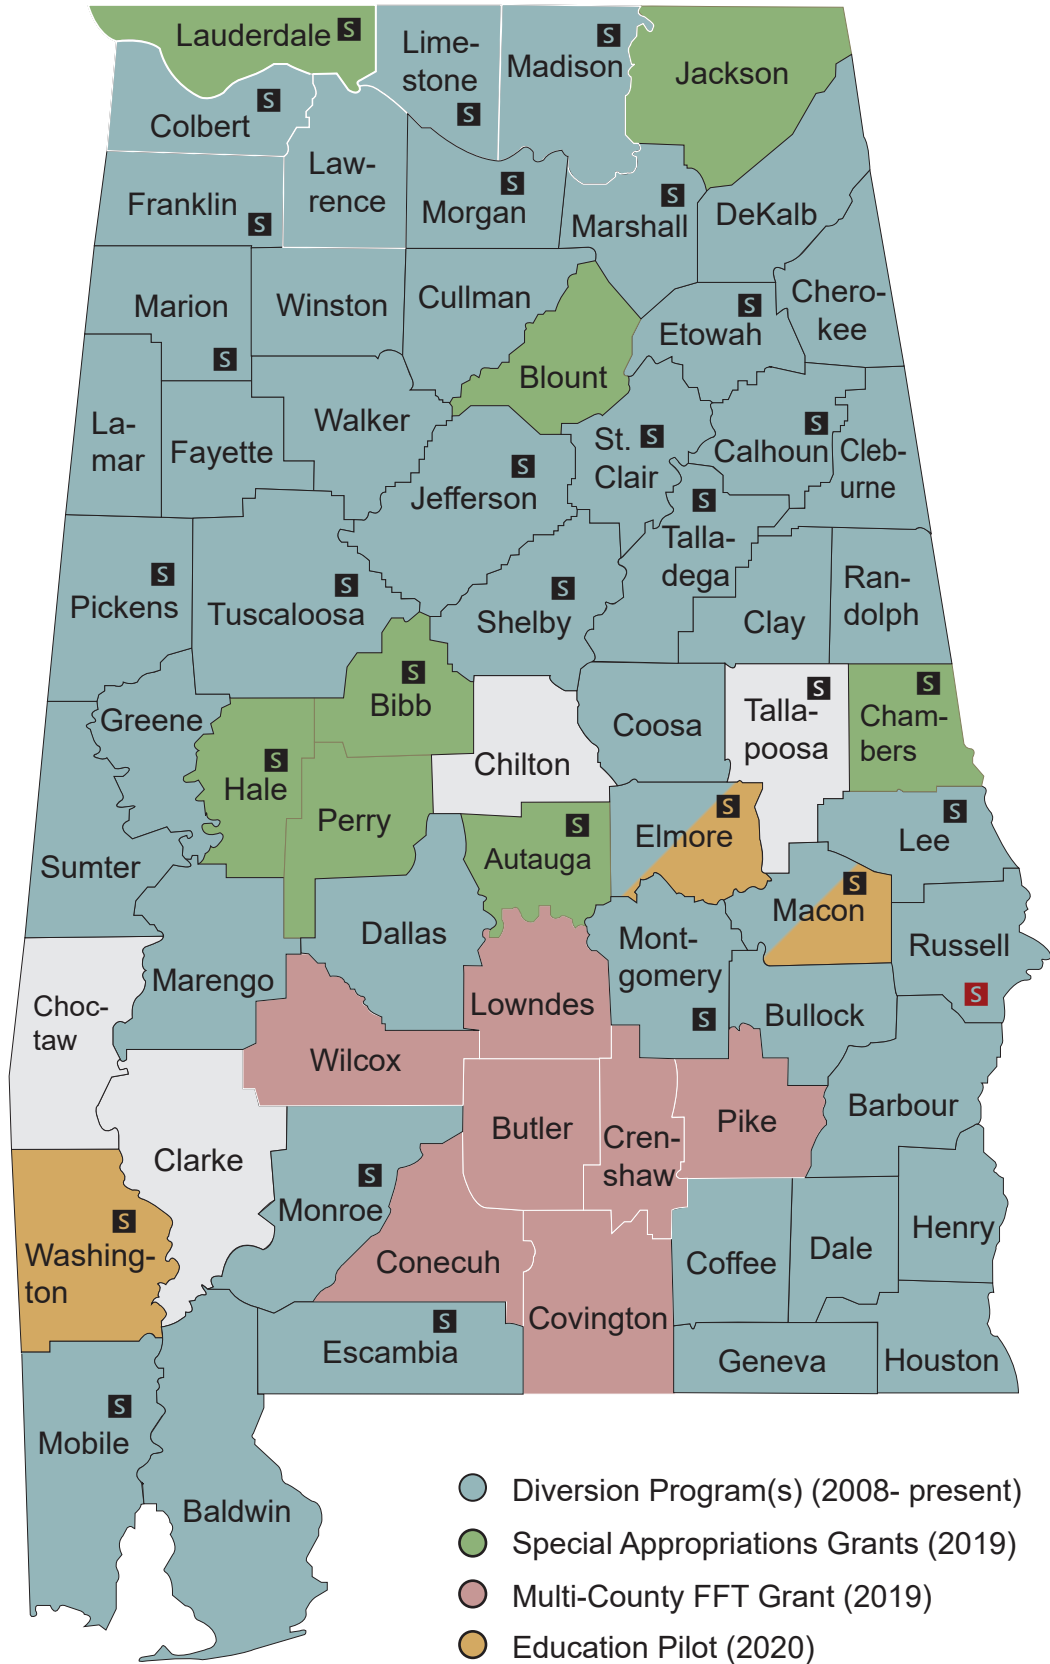 Lauderdale S
Lime-
stone
S
Madison S
Jackson
Colbert S
Law-
rence
Franklin S
Morgan S
Marshall S
DeKalb
Marion
S
Winston
Cullman
Etowah S
Chero-
kee
Blount
La-
mar
Fayette
Walker
Jefferson S
St. S
Clair
Calhoun S
Cleb-
urne
S
Talla-
dega
Pickens S
Tuscaloosa S
Shelby S
Clay
Ran-
dolph
Greene
Bibb S
Coosa
S
Talla-
poosa
S
Cham-
bers
Hale S
Perry
Chilton
Autauga S
Elmore S
Lee S
Sumter
Dallas
Macon S
Russell
S
Mont-
gomery
S
Marengo
Lowndes
Bullock
Choc-
taw
Wilcox
Butler
Cren-
shaw
Pike
Barbour
Clarke
Monroe S
Henry
S
Washing-
ton
Conecuh
Coffee
Dale
Covington
Escambia S
Geneva
Houston
Mobile S
Baldwin
Diversion Program(s) (2008- present)
Special Appropriations Grants (2019)
Multi-County FFT Grant (2019)
Education Pilot (2020)